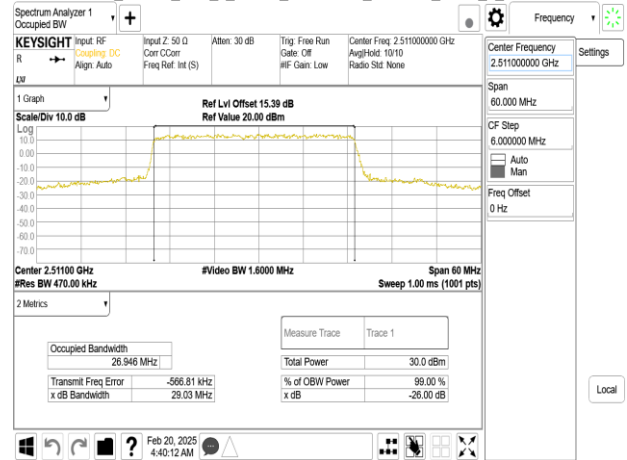 Spectrum Analyzer 1
Occupied BW
Frequency
KEYSIGHT
R
LXI
Input: RF
Coupling: DC
Align: Auto
Input Z: 50 Ω
Corr CCorr
Freq Ref: Int (S)
Atten: 30 dB
Trig: Free Run
Gate: Off
#IF Gain: Low
Center Freq: 2.511000000 GHz
Avg|Hold: 10/10
Radio Std: None
Center Frequency
2.511000000 GHz
Settings
Span
60.000 MHz
CF Step
6.000000 MHz
Auto
Man
Freq Offset
0 Hz
1 Graph
Scale/Div 10.0 dB
Ref Lvl Offset 15.39 dB
Ref Value 20.00 dBm
Log
10.0
0.00
-10.0
-20.0
-30.0
-40.0
-50.0
-60.0
-70.0
Center 2.51100 GHz
#Video BW 1.6000 MHz
Span 60 MHz
#Res BW 470.00 kHz
Sweep 1.00 ms (1001 pts)
2 Metrics
Measure Trace Trace 1
Occupied Bandwidth
26.946 MHz
Total Power 30.0 dBm
Transmit Freq Error -566.81 kHz
% of OBW Power 99.00 %
x dB Bandwidth 29.03 MHz
x dB -26.00 dB
Local
Feb 20, 2025
4:40:12 AM